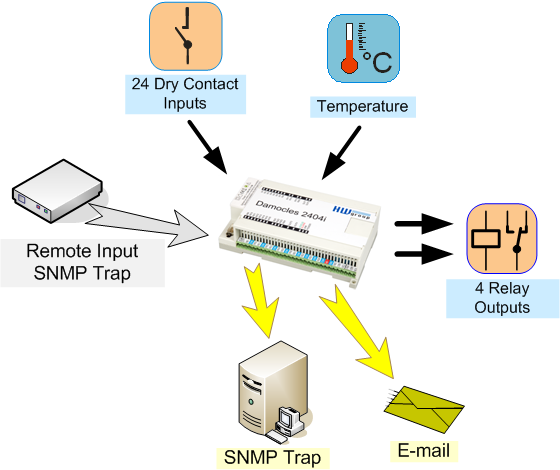 24 Dry Contact
Inputs
°C
Temperature
Damocles 2404i
HW
group
Remote Input
SNMP Trap
4 Relay
Outputs
SNMP Trap
E-mail